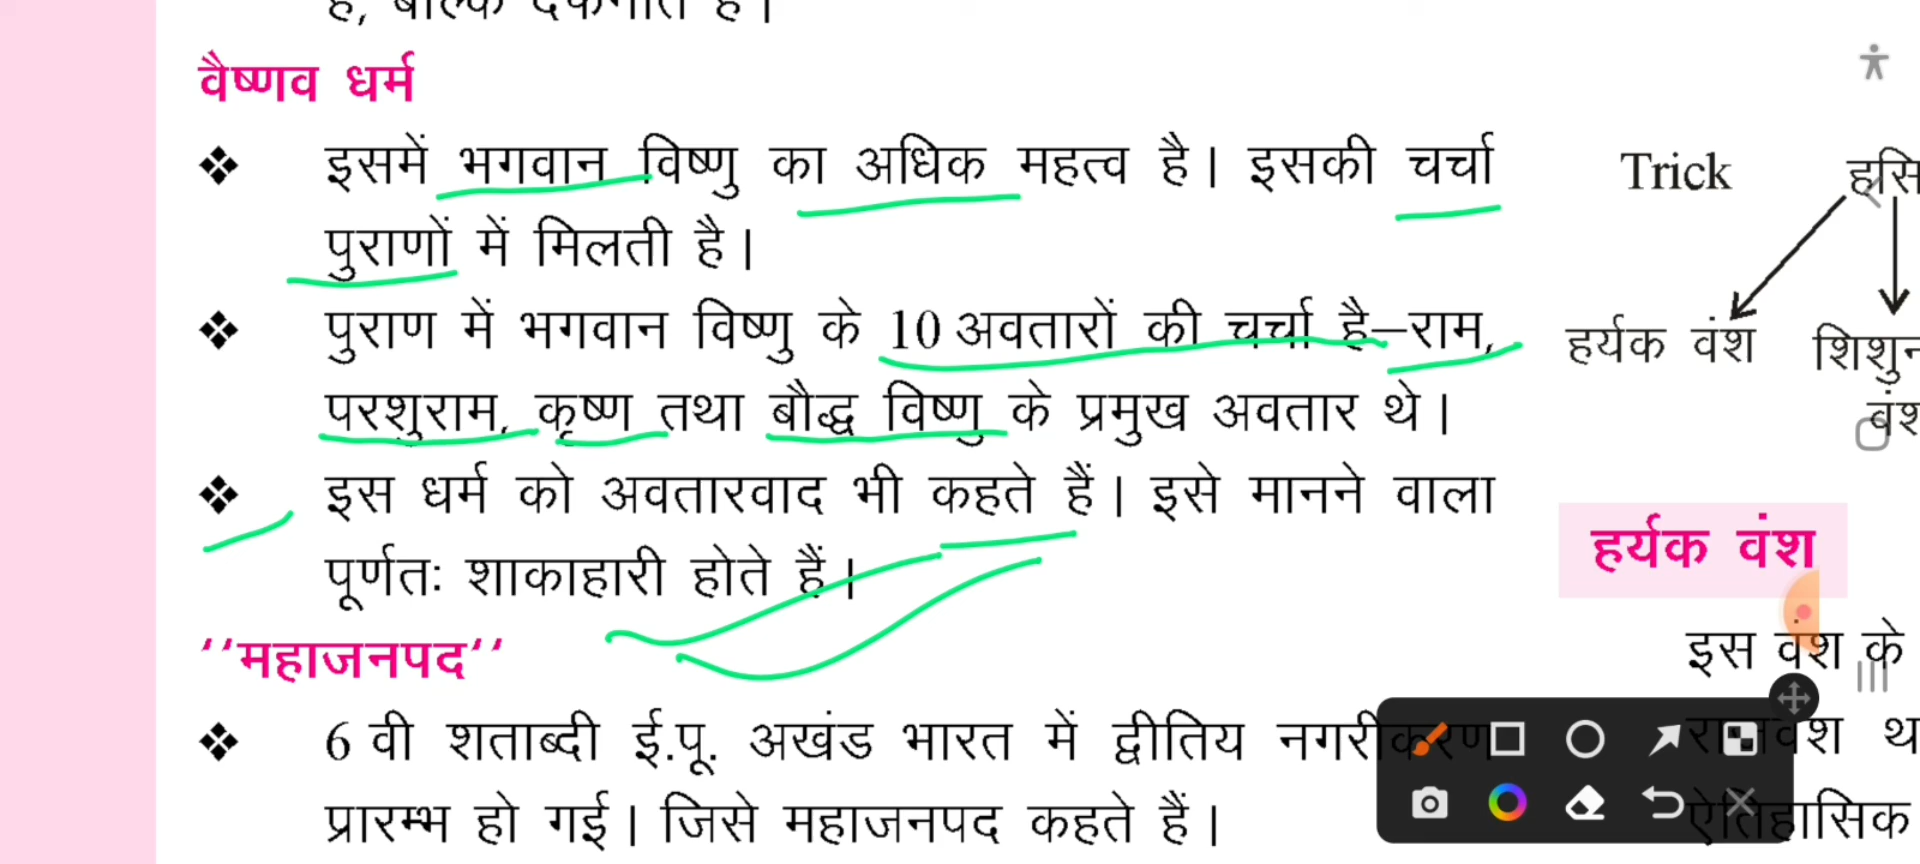 वैष्णव धर्म
❖ इसमें भगवान विष्णु का अधिक महत्व है। इसकी चर्चा
पुराणों में मिलती है।
❖ पुराण में भगवान विष्णु के 10 अवतारों की चर्चा है–राम,
परशुराम, कृष्ण तथा बौद्ध विष्णु के प्रमुख अवतार थे।
❖ इस धर्म को अवतारवाद भी कहते हैं। इसे मानने वाला
पूर्णतः शाकाहारी होते हैं।
‘‘महाजनपद‘‘
❖ 6 वी शताब्दी ई.पू. अखंड भारत में द्वीतिय नगरीकरण
प्रारम्भ हो गई। जिसे महाजनपद कहते हैं।
Trick
हर्यक वंश
वंश
हर्यक वंश
इस वंश के
ऐतिहासिक